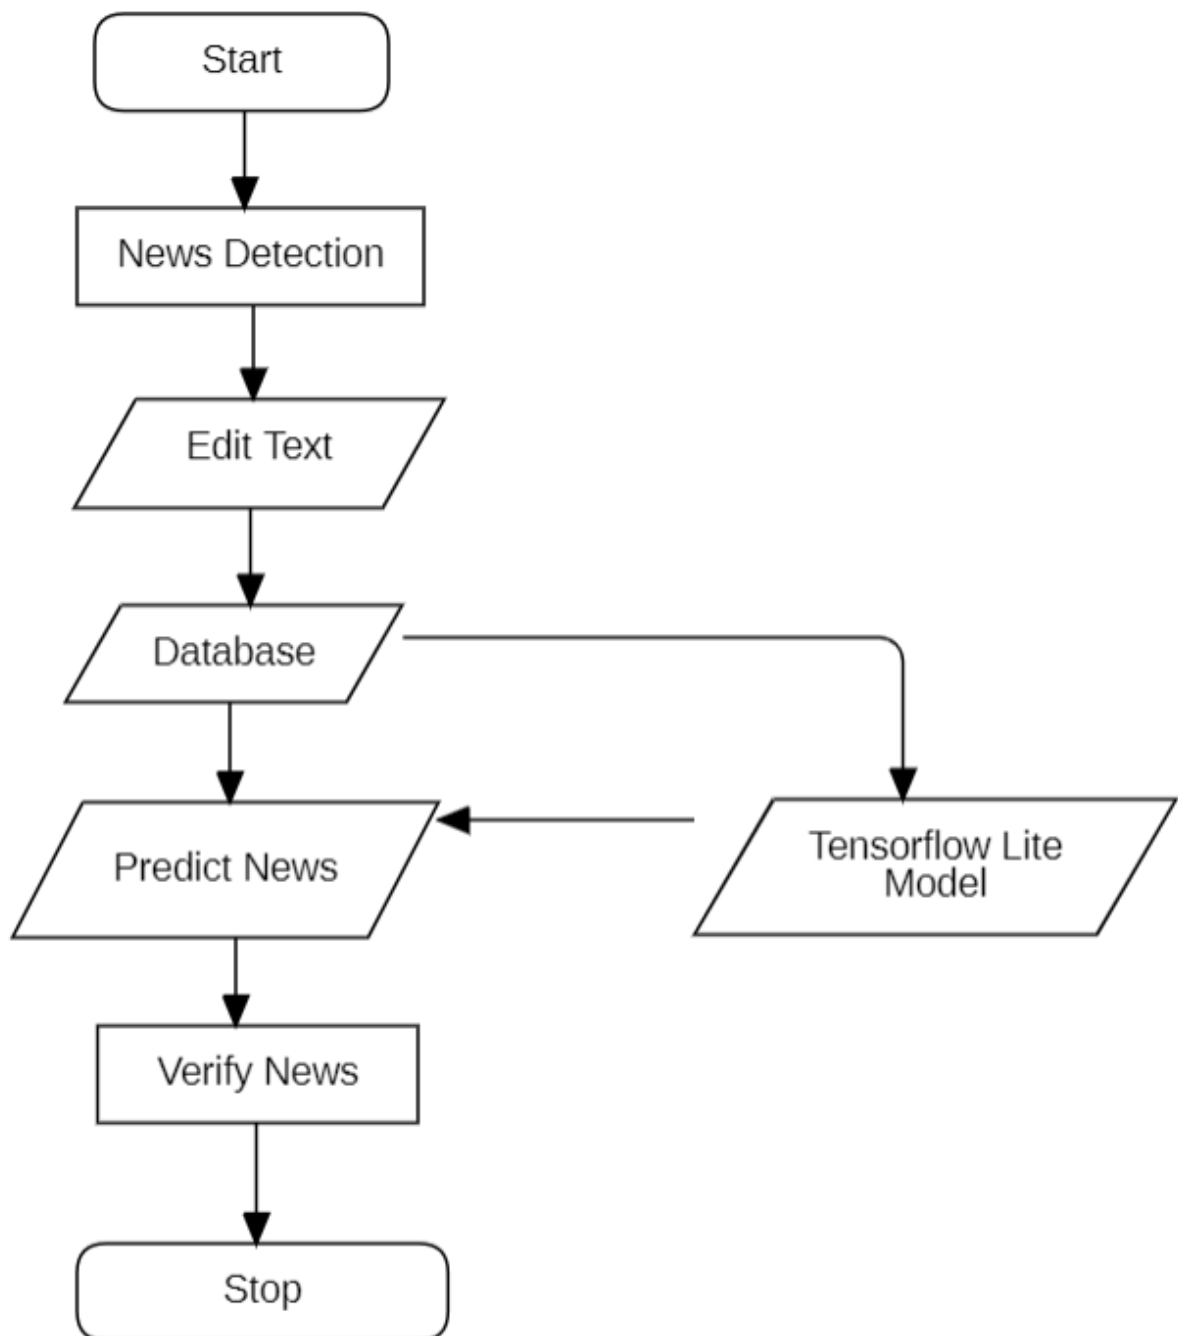 Start
News Detection
Edit Text
Database
Predict News
Tensorflow Lite
Model
Verify News
Stop